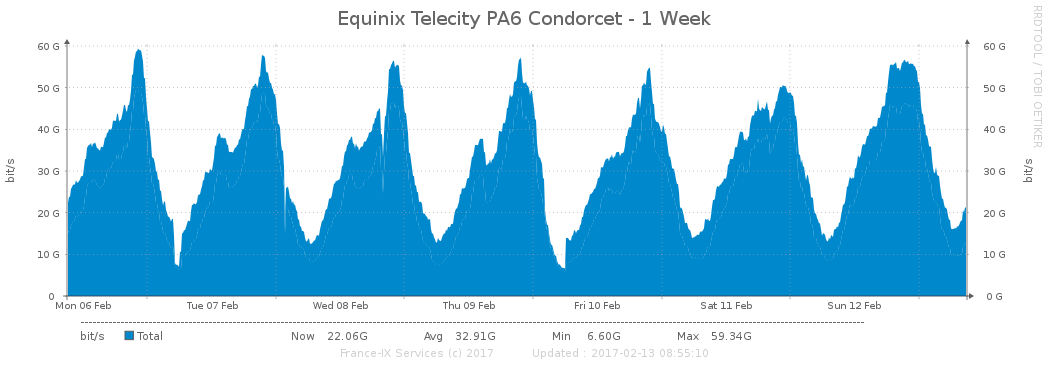 Equinix Telecity PA6 Condorcet - 1 Week
RRDTOOL / TOBI OETIKER
60 G 60 G
50 G 50 G
40 G 40 G
30 G 30 G
20 G 20 G
10 G 10 G
0 0 G
bit/s
bit/s
Mon 06 Feb Tue 07 Feb Wed 08 Feb Thu 09 Feb Fri 10 Feb Sat 11 Feb Sun 12 Feb
bit/s Total Now 22.06G Avg 32.91G Min 6.60G Max 59.34G
France-IX Services (c) 2017 Updated : 2017-02-13 08:55:10